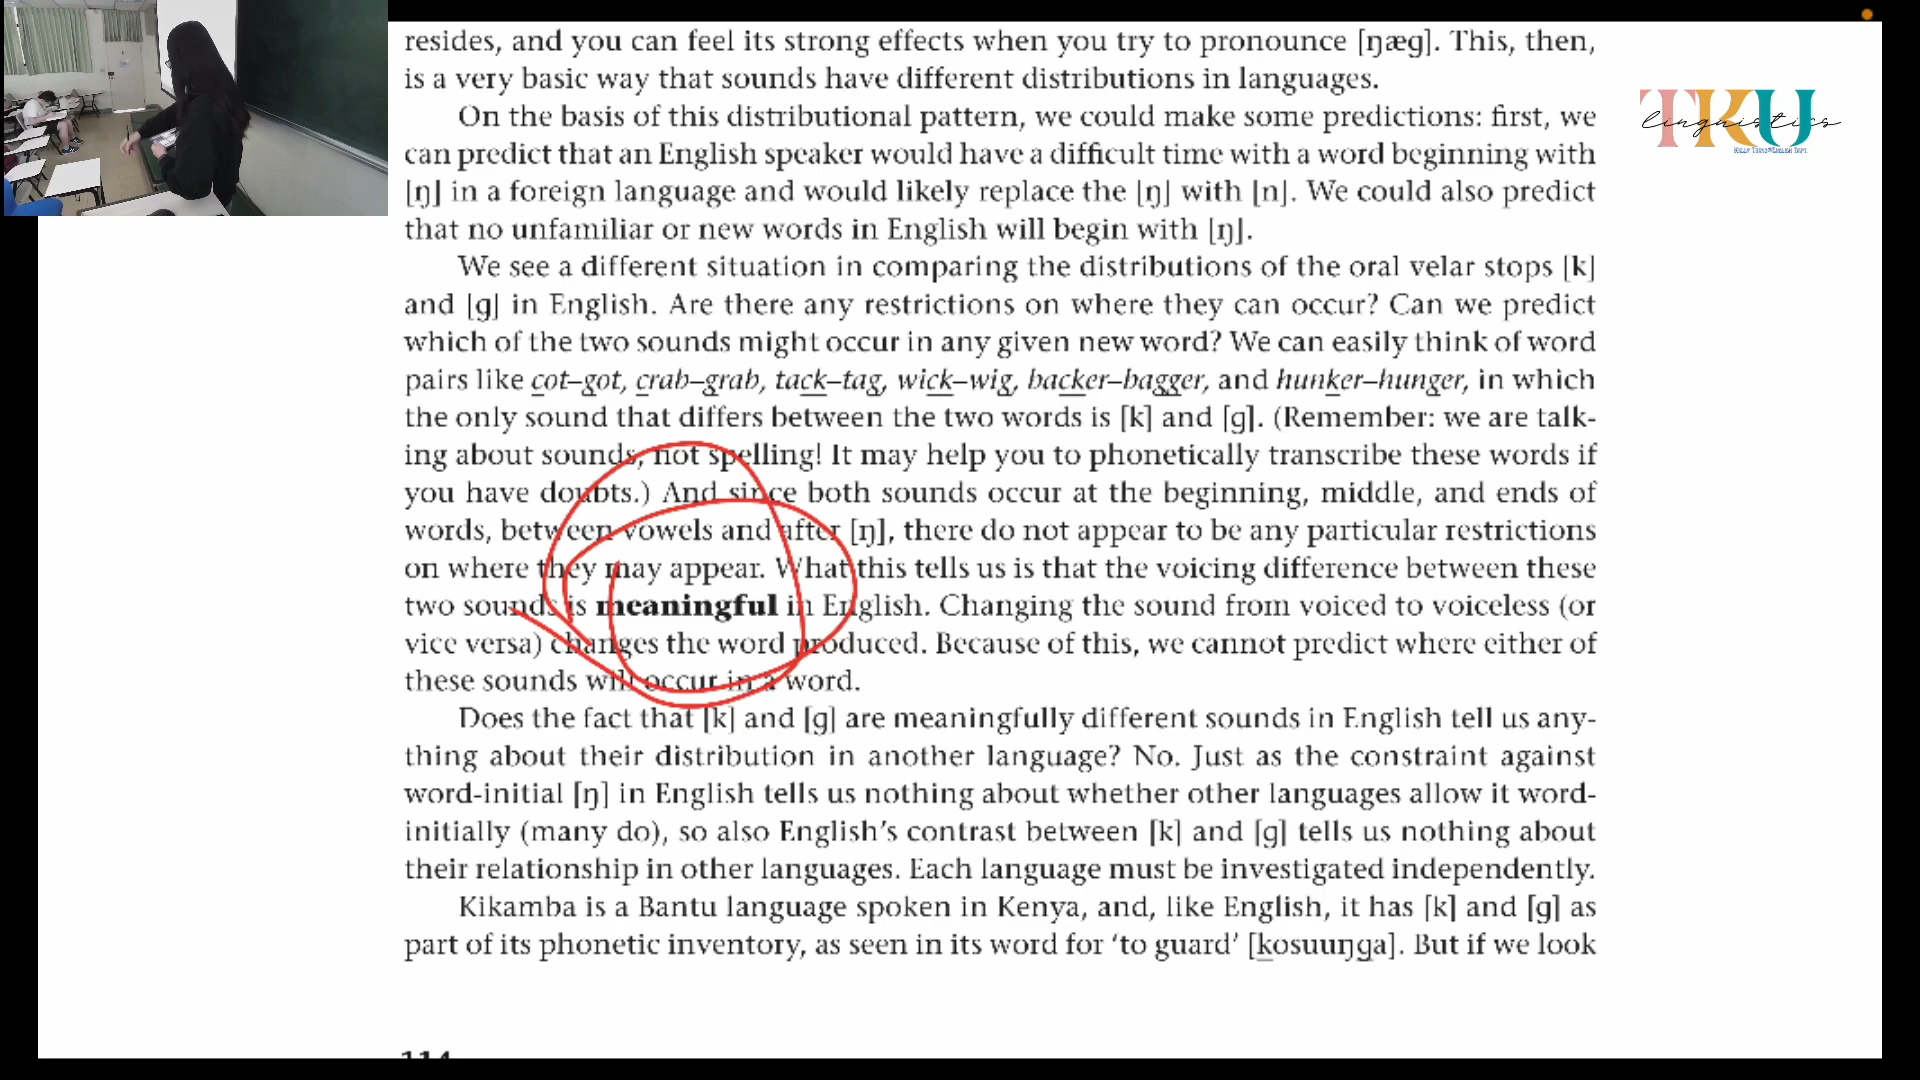 resides, and you can feel its strong effects when you try to pronounce [ŋæɡ]. This, then,
is a very basic way that sounds have different distributions in languages.
On the basis of this distributional pattern, we could make some predictions: first, we
can predict that an English speaker would have a difficult time with a word beginning with
[ŋ] in a foreign language and would likely replace the [ŋ] with [n]. We could also predict
that no unfamiliar or new words in English will begin with [ŋ].
We see a different situation in comparing the distributions of the oral velar stops [k]
and [ɡ] in English. Are there any restrictions on where they can occur? Can we predict
which of the two sounds might occur in any given new word? We can easily think of word
pairs like cot–got, crab–grab, tack–tag, wick–wig, backer–bagger, and hunker–hunger, in which
the only sound that differs between the two words is [k] and [ɡ]. (Remember: we are talk-
ing about sounds, not spelling! It may help you to phonetically transcribe these words if
you have doubts.) And since both sounds occur at the beginning, middle, and ends of
words, between vowels and after [ŋ], there do not appear to be any particular restrictions
on where they may appear. What this tells us is that the voicing difference between these
two sounds is meaningful in English. Changing the sound from voiced to voiceless (or
vice versa) changes the word produced. Because of this, we cannot predict where either of
these sounds will occur in a word.
Does the fact that [k] and [ɡ] are meaningfully different sounds in English tell us any-
thing about their distribution in another language? No. Just as the constraint against
word-initial [ŋ] in English tells us nothing about whether other languages allow it word-
initially (many do), so also English’s contrast between [k] and [ɡ] tells us nothing about
their relationship in other languages. Each language must be investigated independently.
Kikamba is a Bantu language spoken in Kenya, and, like English, it has [k] and [ɡ] as
part of its phonetic inventory, as seen in its word for ‘to guard’ [kosuuŋɡa]. But if we look
114
TKU
linguistics